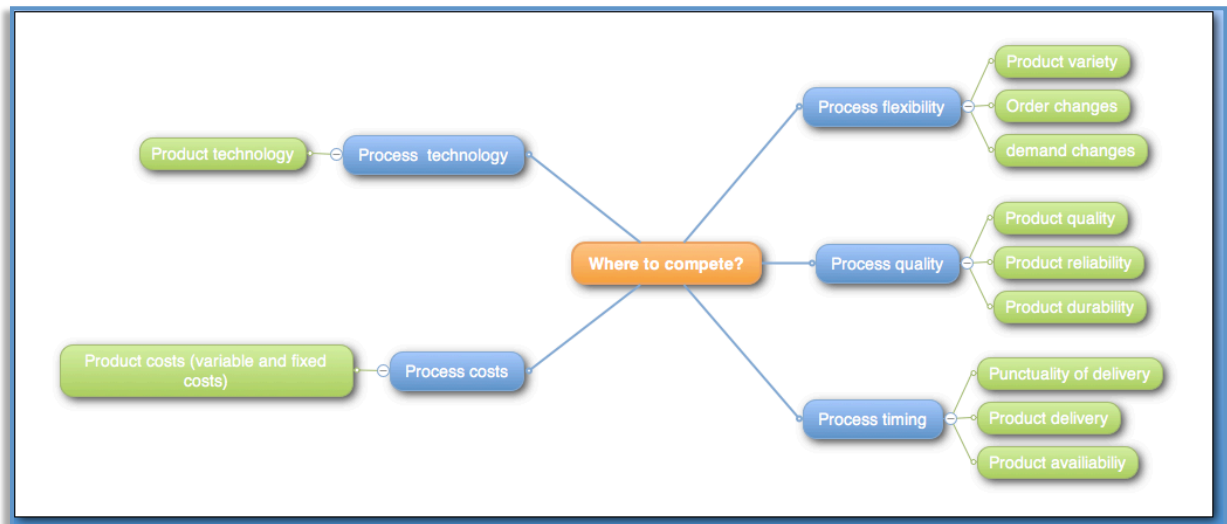 Where to compete?
Process flexibility
Product variety
Order changes
demand changes
Process quality
Product quality
Product reliability
Product durability
Process timing
Punctuality of delivery
Product delivery
Product availiabiliy
Process technology
Product technology
Process costs
Product costs (variable and fixed
costs)